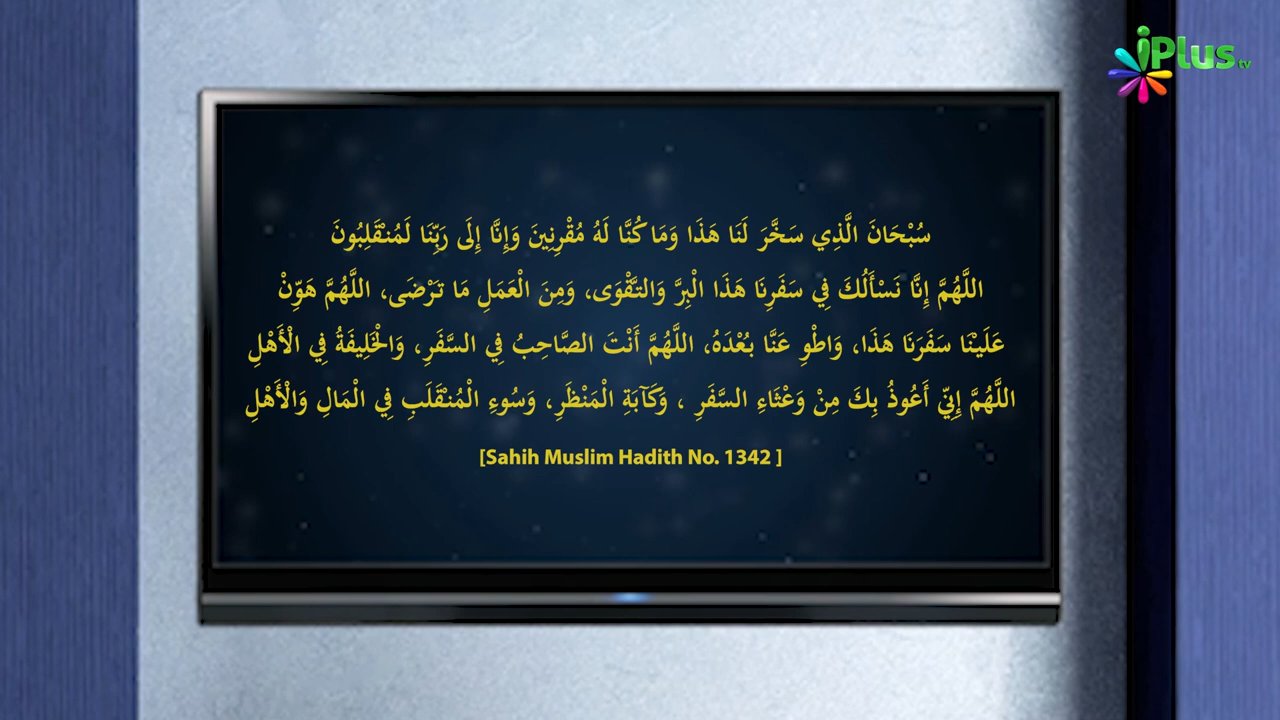 iPlus tv
سُبْحَانَ الَّذِي سَخَّرَ لَنَا هَذَا وَمَا كُنَّا لَهُ مُقْرِنِينَ وَإِنَّا إِلَى رَبِّنَا لَمُنْقَلِبُونَ
اللَّهُمَّ إِنَّا نَسْأَلُكَ فِي سَفَرِنَا هَذَا الْبِرَّ وَالتَّقْوَى، وَمِنَ الْعَمَلِ مَا تَرْضَى، اللَّهُمَّ هَوِّنْ
عَلَيْنَا سَفَرَنَا هَذَا، وَاطْوِ عَنَّا بُعْدَهُ، اللَّهُمَّ أَنْتَ الصَّاحِبُ فِي السَّفَرِ، وَالْخَلِيفَةُ فِي الْأَهْلِ
اللَّهُمَّ إِنِّي أَعُوذُ بِكَ مِنْ وَعْثَاءِ السَّفَرِ ، وَكَآبَةِ الْمَنْظَرِ، وَسُوءِ الْمُنْقَلَبِ فِي الْمَالِ وَالْأَهْلِ
[Sahih Muslim Hadith No. 1342 ]